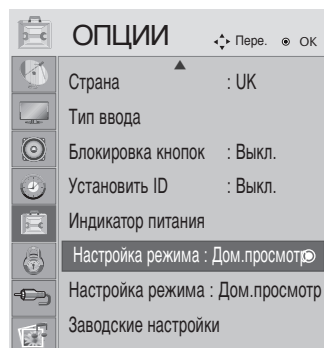 ОПЦИИ Пере. OK
Страна : UK
Тип ввода
Блокировка кнопок : Выкл.
Установить ID : Выкл.
Индикатор питания
Настройка режима : Дом.просмотр
Настройка режима : Дом.просмотр
Заводские настройки